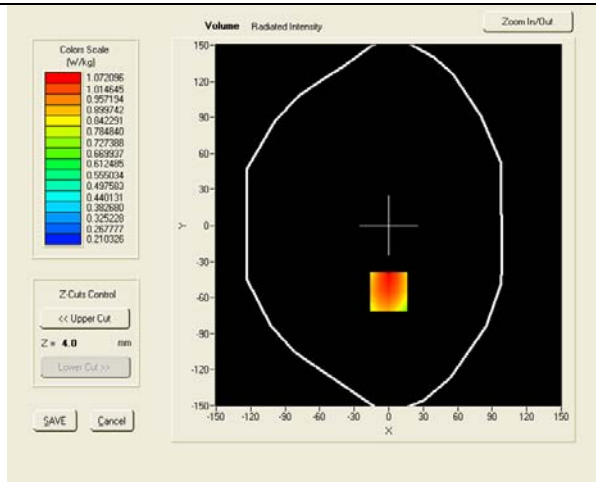 Volume Radiated Intensity
Zoom In/Out
Colors Scale
(W/kg)
1.072096
1.014645
0.957194
0.899742
0.842291
0.784840
0.727388
0.669937
0.612485
0.555034
0.497583
0.440131
0.382680
0.325228
0.267777
0.210326
Z-Cuts Control
<< Upper Cut
Z = 4.0 mm
Lower Cut >>
SAVE Cancel
150
120
90
60
30
Y 0
-30
-60
-90
-120
-150
-150 -120 -90 -60 -30 0 30 60 90 120 150
X